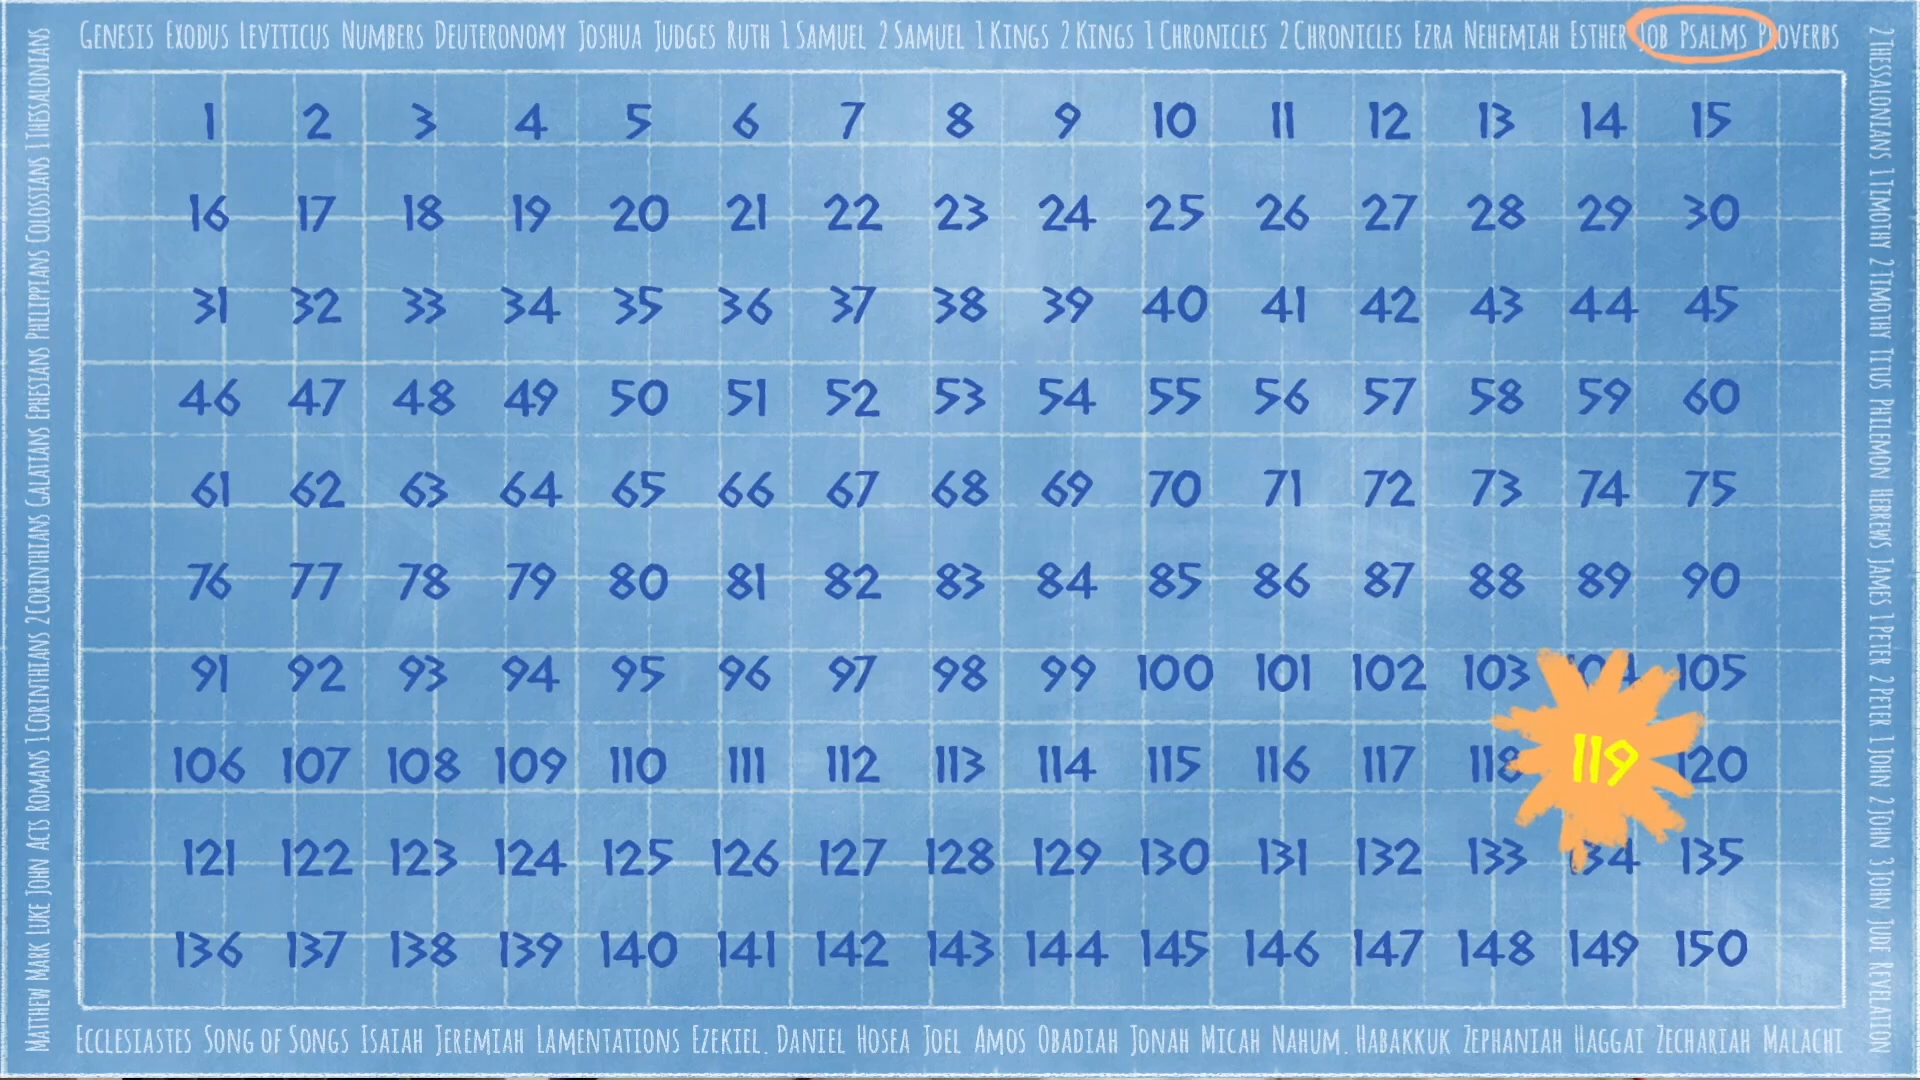 Genesis Exodus Leviticus Numbers Deuteronomy Joshua Judges Ruth 1 Samuel 2 Samuel 1 Kings 2 Kings 1 Chronicles 2 Chronicles Ezra Nehemiah Esther Job Psalms Proverbs
Matthew Mark Luke John Acts Romans 1 Corinthians 2 Corinthians Galatians Ephesians Philippians Colossians 1 Thessalonians
1 2 3 4 5 6 7 8 9 10 11 12 13 14 15
16 17 18 19 20 21 22 23 24 25 26 27 28 29 30
31 32 33 34 35 36 37 38 39 40 41 42 43 44 45
46 47 48 49 50 51 52 53 54 55 56 57 58 59 60
61 62 63 64 65 66 67 68 69 70 71 72 73 74 75
76 77 78 79 80 81 82 83 84 85 86 87 88 89 90
91 92 93 94 95 96 97 98 99 100 101 102 103 104 105
106 107 108 109 110 111 112 113 114 115 116 117 118 119 120
121 122 123 124 125 126 127 128 129 130 131 132 133 134 135
136 137 138 139 140 141 142 143 144 145 146 147 148 149 150
2 Thessalonians 1 Timothy 2 Timothy Titus Philemon Hebrews James 1 Peter 2 Peter 1 John 2 John 3 John Jude Revelation
Ecclesiastes Song of Songs Isaiah Jeremiah Lamentations Ezekiel. Daniel Hosea Joel Amos Obadiah Jonah Micah Nahum. Habakkuk Zephaniah Haggai Zechariah Malachi